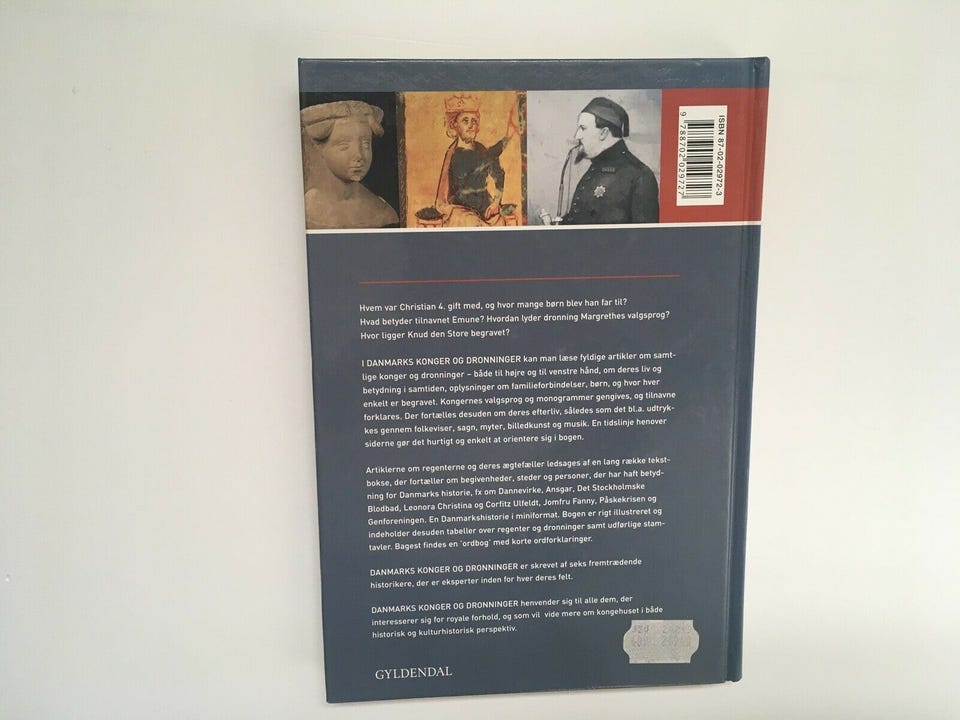 ISBN 87-02-02972-3
9 788702 029727
Hvem var Christian 4. gift med, og hvor mange børn blev han far til?
Hvad betyder tilnavnet Emune? Hvordan lyder dronning Margrethes valgsprog?
Hvor ligger Knud den Store begravet?
I DANMARKS KONGER OG DRONNINGER kan man læse fyldige artikler om samt-
lige konger og dronninger – både til højre og til venstre hånd, om deres liv og
betydning i samtiden, oplysninger om familieforbindelser, børn, og hvor hver
enkelt er begravet. Kongernes valgsprog og monogrammer gengives, og tilnavne
forklares. Der fortælles desuden om deres efterliv, således som det bl.a. udtryk-
kes gennem folkeviser, sagn, myter, billedkunst og musik. En tidslinje henover
siderne gør det hurtigt og enkelt at orientere sig i bogen.
Artiklerne om regenterne og deres ægtefæller ledsages af en lang række tekst-
bokse, der fortæller om begivenheder, steder og personer, der har haft betyd-
ning for Danmarks historie, fx om Dannevirke, Ansgar, Det Stockholmske
Blodbad, Leonora Christina og Corfitz Ulfeldt, Jomfru Fanny, Påskekrisen og
Genforeningen. En Danmarkshistorie i miniformat. Bogen er rigt illustreret og
indeholder desuden tabeller over regenter og dronninger samt udførlige stam-
tavler. Bagest findes en 'ordbog' med korte ordforklaringer.
DANMARKS KONGER OG DRONNINGER er skrevet af seks fremtrædende
historikere, der er eksperter inden for hver deres felt.
DANMARKS KONGER OG DRONNINGER henvender sig til alle dem, der
interesserer sig for royale forhold, og som vil vide mere om kongehuset i både
historisk og kulturhistorisk perspektiv.
GYLDENDAL